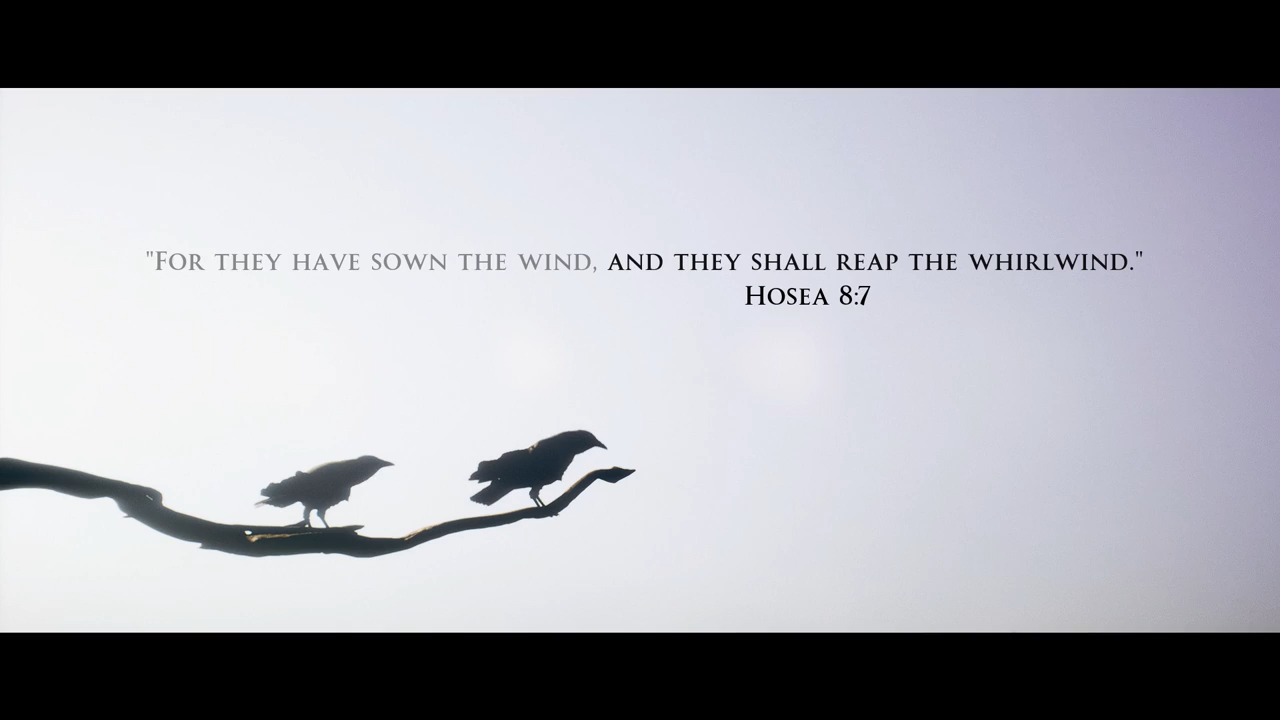 "For they have sown the wind, and they shall reap the whirlwind."
Hosea 8:7